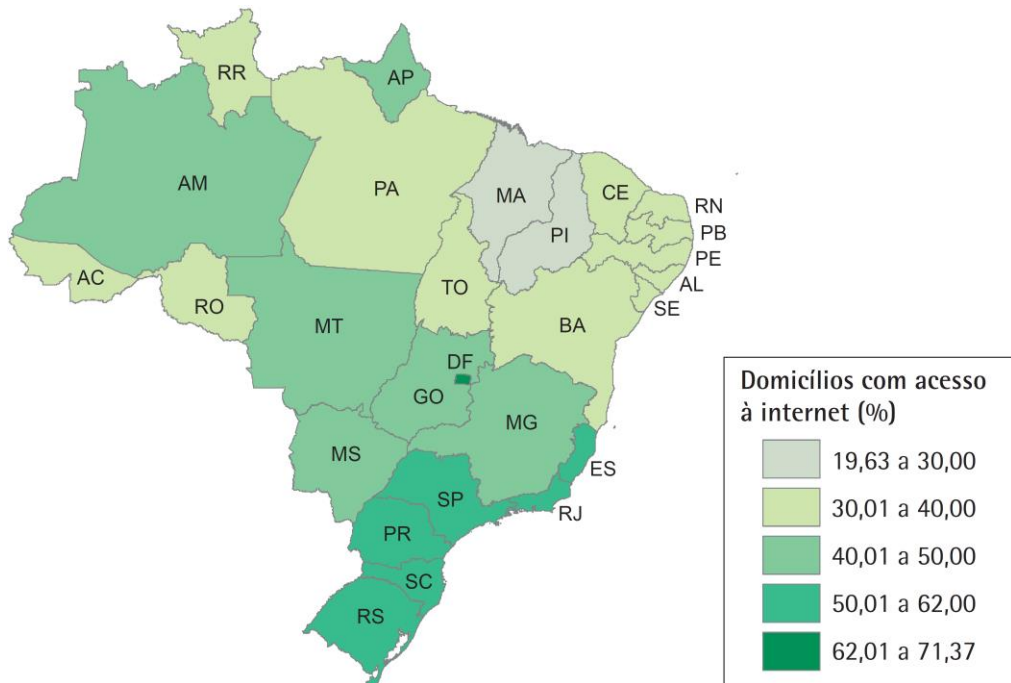 RR
AP
AM
PA
MA
CE
RN
PB
PI
PE
AC
TO
AL
SE
RO
BA
MT
DF
GO
MG
MS
ES
SP
RJ
PR
SC
RS
Domicílios com acesso
à internet (%)
19,63 a 30,00
30,01 a 40,00
40,01 a 50,00
50,01 a 62,00
62,01 a 71,37